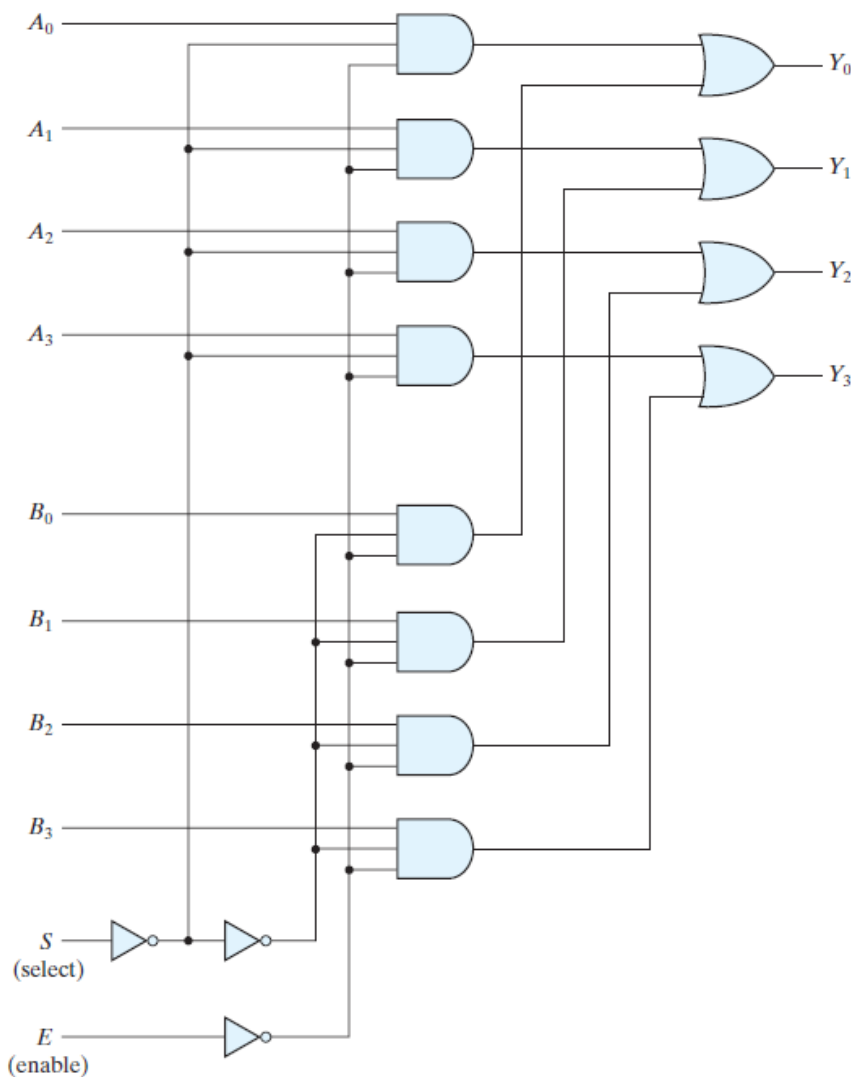 A₀
Y₀
A₁
Y₁
A₂
Y₂
A₃
Y₃
B₀
B₁
B₂
B₃
S
(select)
E
(enable)